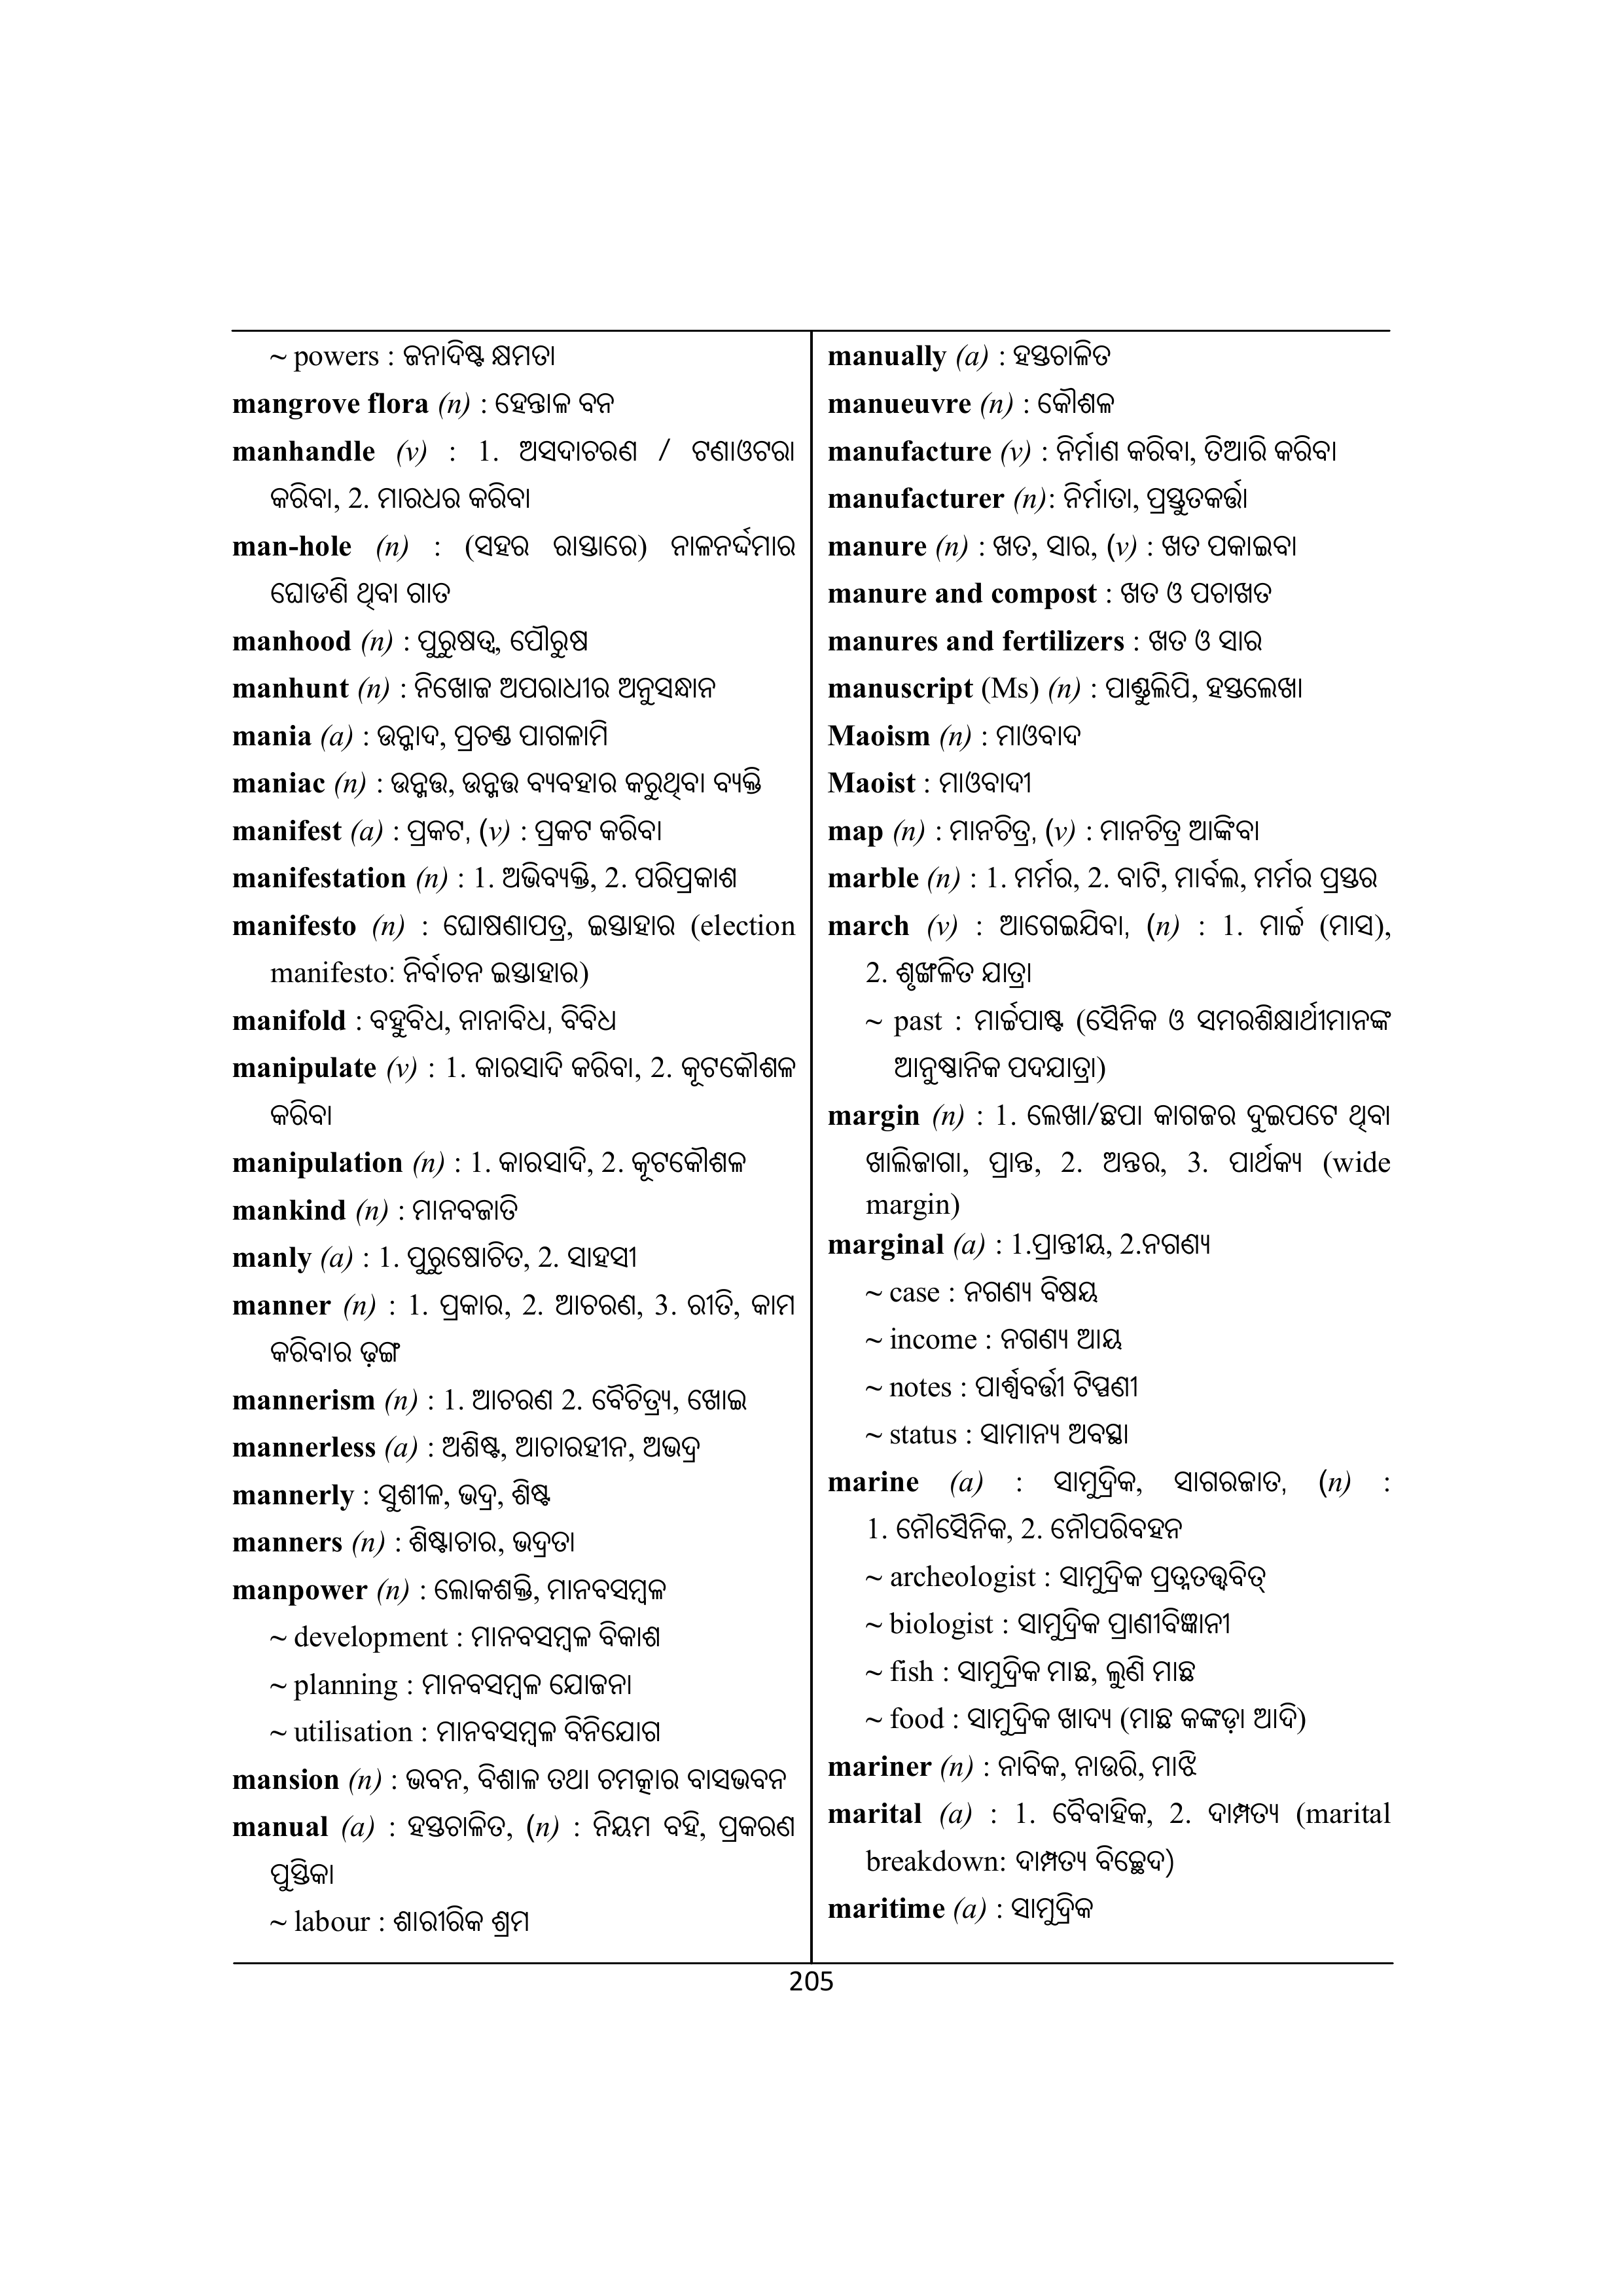 ~ powers : ଜନାଦିଷ୍ଟ କ୍ଷମତା
mangrove flora (n) : ହେନ୍ତାଳ ବନ
manhandle (v) : 1. ଅସଦାଚରଣ / ଟଣାଓଟରା
କରିବା, 2. ମାରଧର କରିବା
man-hole (n) : (ସହର ରାସ୍ତାରେ) ନାଳନର୍ଦ୍ଦମାର
ଘୋଡଣି ଥିବା ଗାତ
manhood (n) : ପୁରୁଷତ୍ୱ, ପୌରୁଷ
manhunt (n) : ନିଖୋଜ ଅପରାଧୀର ଅନୁସନ୍ଧାନ
mania (a) : ଉନ୍ମାଦ, ପ୍ରଚଣ୍ଡ ପାଗଳାମି
maniac (n) : ଉନ୍ମତ୍ତ, ଉନ୍ମତ୍ତ ବ୍ୟବହାର କରୁଥିବା ବ୍ୟକ୍ତି
manifest (a) : ପ୍ରକଟ, (v) : ପ୍ରକଟ କରିବା
manifestation (n) : 1. ଅଭିବ୍ୟକ୍ତି, 2. ପରିପ୍ରକାଶ
manifesto (n) : ଘୋଷଣାପତ୍ର, ଇସ୍ତାହାର (election
manifesto: ନିର୍ବାଚନ ଇସ୍ତାହାର)
manifold : ବହୁବିଧ, ନାନାବିଧ, ବିବିଧ
manipulate (v) : 1. କାରସାଦି କରିବା, 2. କୂଟକୌଶଳ
କରିବା
manipulation (n) : 1. କାରସାଦି, 2. କୂଟକୌଶଳ
mankind (n) : ମାନବଜାତି
manly (a) : 1. ପୁରୁଷୋଚିତ, 2. ସାହସୀ
manner (n) : 1. ପ୍ରକାର, 2. ଆଚରଣ, 3. ରୀତି, କାମ
କରିବାର ଢ଼ଙ୍ଗ
mannerism (n) : 1. ଆଚରଣ 2. ବୈଚିତ୍ର୍ୟ, ଖୋଇ
mannerless (a) : ଅଶିଷ୍ଟ, ଆଚାରହୀନ, ଅଭଦ୍ର
mannerly : ସୁଶୀଳ, ଭଦ୍ର, ଶିଷ୍ଟ
manners (n) : ଶିଷ୍ଟାଚାର, ଭଦ୍ରତା
manpower (n) : ଲୋକଶକ୍ତି, ମାନବସମ୍ବଳ
~ development : ମାନବସମ୍ବଳ ବିକାଶ
~ planning : ମାନବସମ୍ବଳ ଯୋଜନା
~ utilisation : ମାନବସମ୍ବଳ ବିନିଯୋଗ
mansion (n) : ଭବନ, ବିଶାଳ ତଥା ଚମତ୍କାର ବାସଭବନ
manual (a) : ହସ୍ତଚାଳିତ, (n) : ନିୟମ ବହି, ପ୍ରକରଣ
ପୁସ୍ତିକା
~ labour : ଶାରୀରିକ ଶ୍ରମ
manually (a) : ହସ୍ତଚାଳିତ
manueuvre (n) : କୌଶଳ
manufacture (v) : ନିର୍ମାଣ କରିବା, ତିଆରି କରିବା
manufacturer (n): ନିର୍ମାତା, ପ୍ରସ୍ତୁତକର୍ତ୍ତା
manure (n) : ଖତ, ସାର, (v) : ଖତ ପକାଇବା
manure and compost : ଖତ ଓ ପଚାଖତ
manures and fertilizers : ଖତ ଓ ସାର
manuscript (Ms) (n) : ପାଣ୍ଡୁଲିପି, ହସ୍ତଲେଖା
Maoism (n) : ମାଓବାଦ
Maoist : ମାଓବାଦୀ
map (n) : ମାନଚିତ୍ର, (v) : ମାନଚିତ୍ର ଆଙ୍କିବା
marble (n) : 1. ମର୍ମର, 2. ବାଟି, ମାର୍ବଲ, ମର୍ମର ପ୍ରସ୍ତର
march (v) : ଆଗେଇଯିବା, (n) : 1. ମାର୍ଚ୍ଚ (ମାସ),
2. ଶୃଙ୍ଖଳିତ ଯାତ୍ରା
~ past : ମାର୍ଚ୍ଚପାଷ୍ଟ (ସୈନିକ ଓ ସମରଶିକ୍ଷାର୍ଥୀମାନଙ୍କ
ଆନୁଷ୍ଠାନିକ ପଦଯାତ୍ରା)
margin (n) : 1. ଲେଖା/ଛପା କାଗଜର ଦୁଇପଟେ ଥିବା
ଖାଲିଜାଗା, ପ୍ରାନ୍ତ, 2. ଅନ୍ତର, 3. ପାର୍ଥକ୍ୟ (wide
margin)
marginal (a) : 1.ପ୍ରାନ୍ତୀୟ, 2.ନଗଣ୍ୟ
~ case : ନଗଣ୍ୟ ବିଷୟ
~ income : ନଗଣ୍ୟ ଆୟ
~ notes : ପାର୍ଶ୍ୱବର୍ତ୍ତୀ ଟିପ୍ପଣୀ
~ status : ସାମାନ୍ୟ ଅବସ୍ଥା
marine (a) : ସାମୁଦ୍ରିକ, ସାଗରଜାତ, (n) :
1. ନୌସୈନିକ, 2. ନୌପରିବହନ
~ archeologist : ସାମୁଦ୍ରିକ ପ୍ରତ୍ନତତ୍ତ୍ୱବିତ୍
~ biologist : ସାମୁଦ୍ରିକ ପ୍ରାଣୀବିଜ୍ଞାନୀ
~ fish : ସାମୁଦ୍ରିକ ମାଛ, ଲୁଣି ମାଛ
~ food : ସାମୁଦ୍ରିକ ଖାଦ୍ୟ (ମାଛ କଙ୍କଡ଼ା ଆଦି)
mariner (n) : ନାବିକ, ନାଉରି, ମାଝି
marital (a) : 1. ବୈବାହିକ, 2. ଦାମ୍ପତ୍ୟ (marital
breakdown: ଦାମ୍ପତ୍ୟ ବିଚ୍ଛେଦ)
maritime (a) : ସାମୁଦ୍ରିକ
205